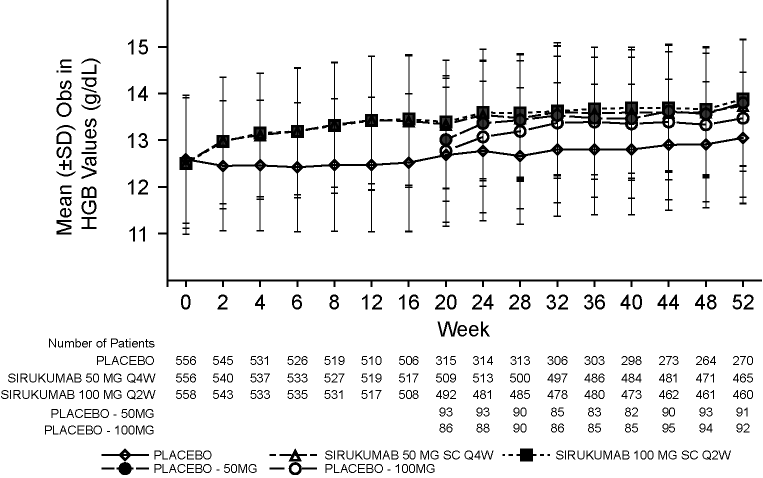 Mean (±SD) Obs in
HGB Values (g/dL)
15
14
13
12
11
0 2 4 6 8 12 16 20 24 28 32 36 40 44 48 52
Week
Number of Patients
PLACEBO 556 545 531 526 519 510 506 315 314 313 306 303 298 273 264 270
SIRUKUMAB 50 MG Q4W 556 540 537 533 527 519 517 509 513 500 497 486 484 481 471 465
SIRUKUMAB 100 MG Q2W 558 543 533 535 531 517 508 492 481 485 478 480 473 462 461 460
PLACEBO - 50MG 93 93 90 85 83 82 90 93 91
PLACEBO - 100MG 86 88 90 86 85 85 95 94 92
PLACEBO SIRUKUMAB 50 MG SC Q4W SIRUKUMAB 100 MG SC Q2W
PLACEBO - 50MG PLACEBO - 100MG